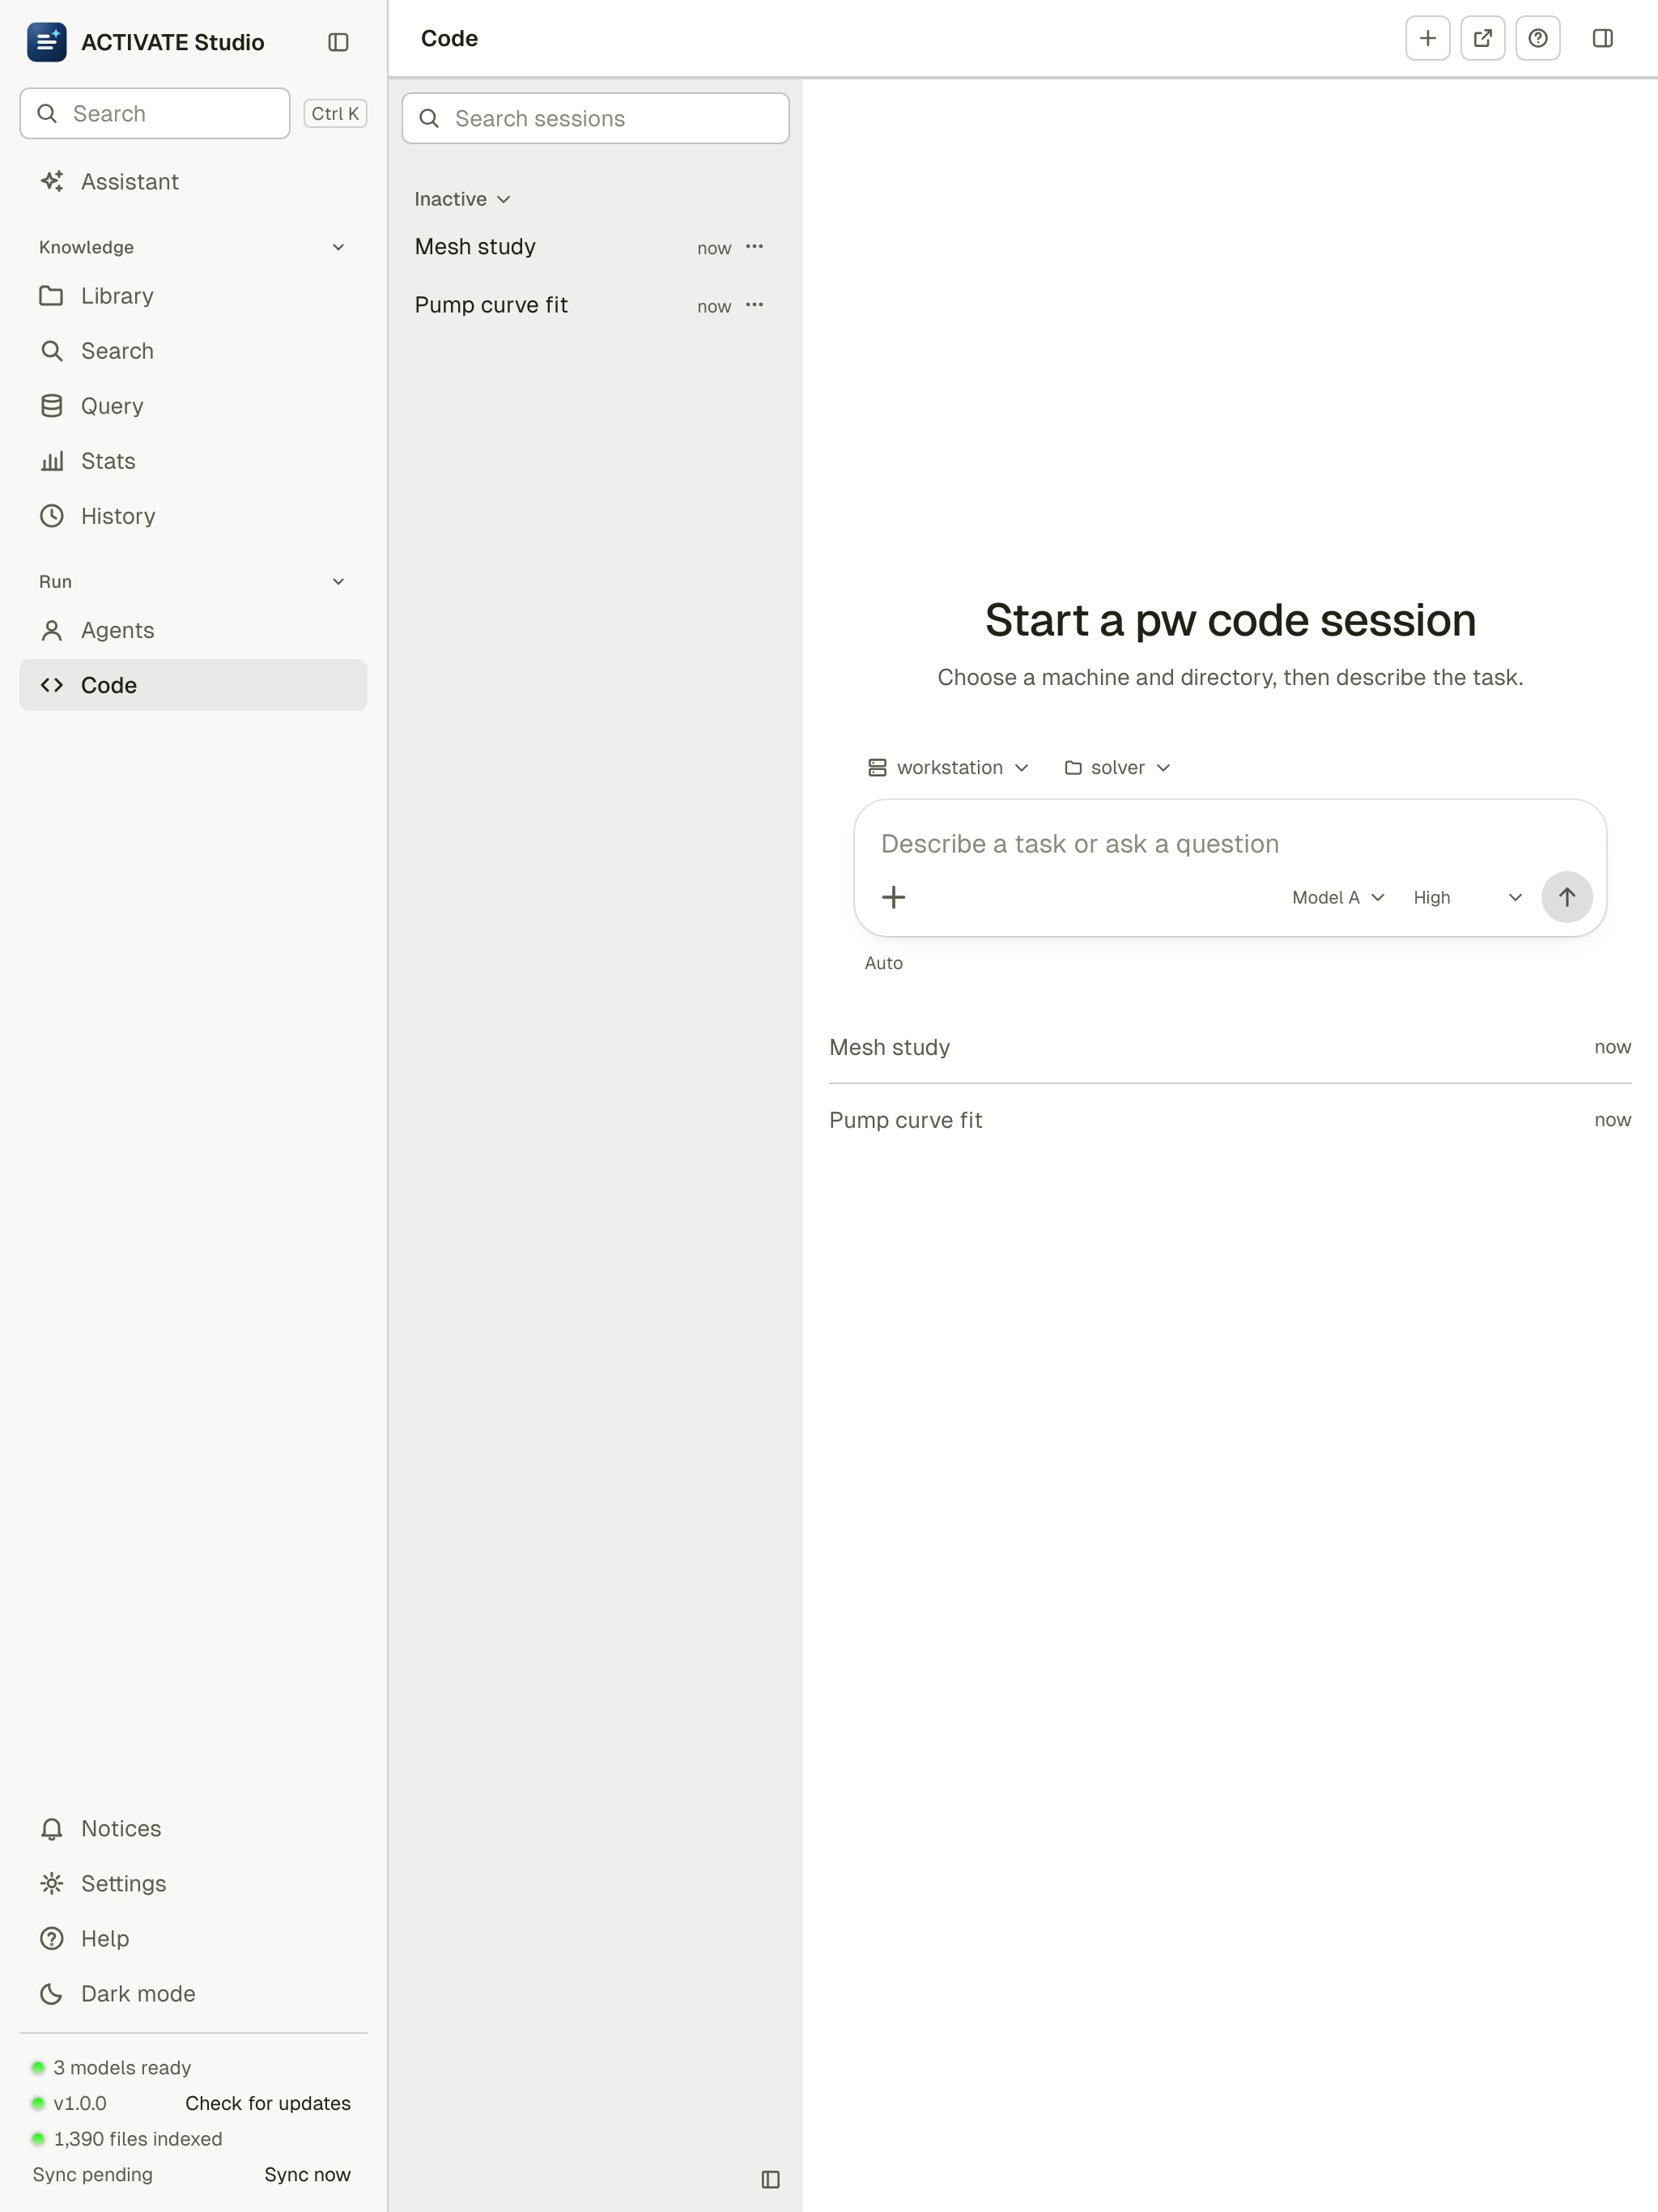 ACTIVATE Studio
Search
Ctrl K
Assistant
Knowledge
Library
Search
Query
Stats
History
Run
Agents
Code
Notices
Settings
Help
Dark mode
3 models ready
v1.0.0 Check for updates
1,390 files indexed
Sync pending Sync now
Code
Search sessions
Inactive
Mesh study now
Pump curve fit now
Start a pw code session
Choose a machine and directory, then describe the task.
workstation solver
Describe a task or ask a question
Model A High
Auto
Mesh study now
Pump curve fit now